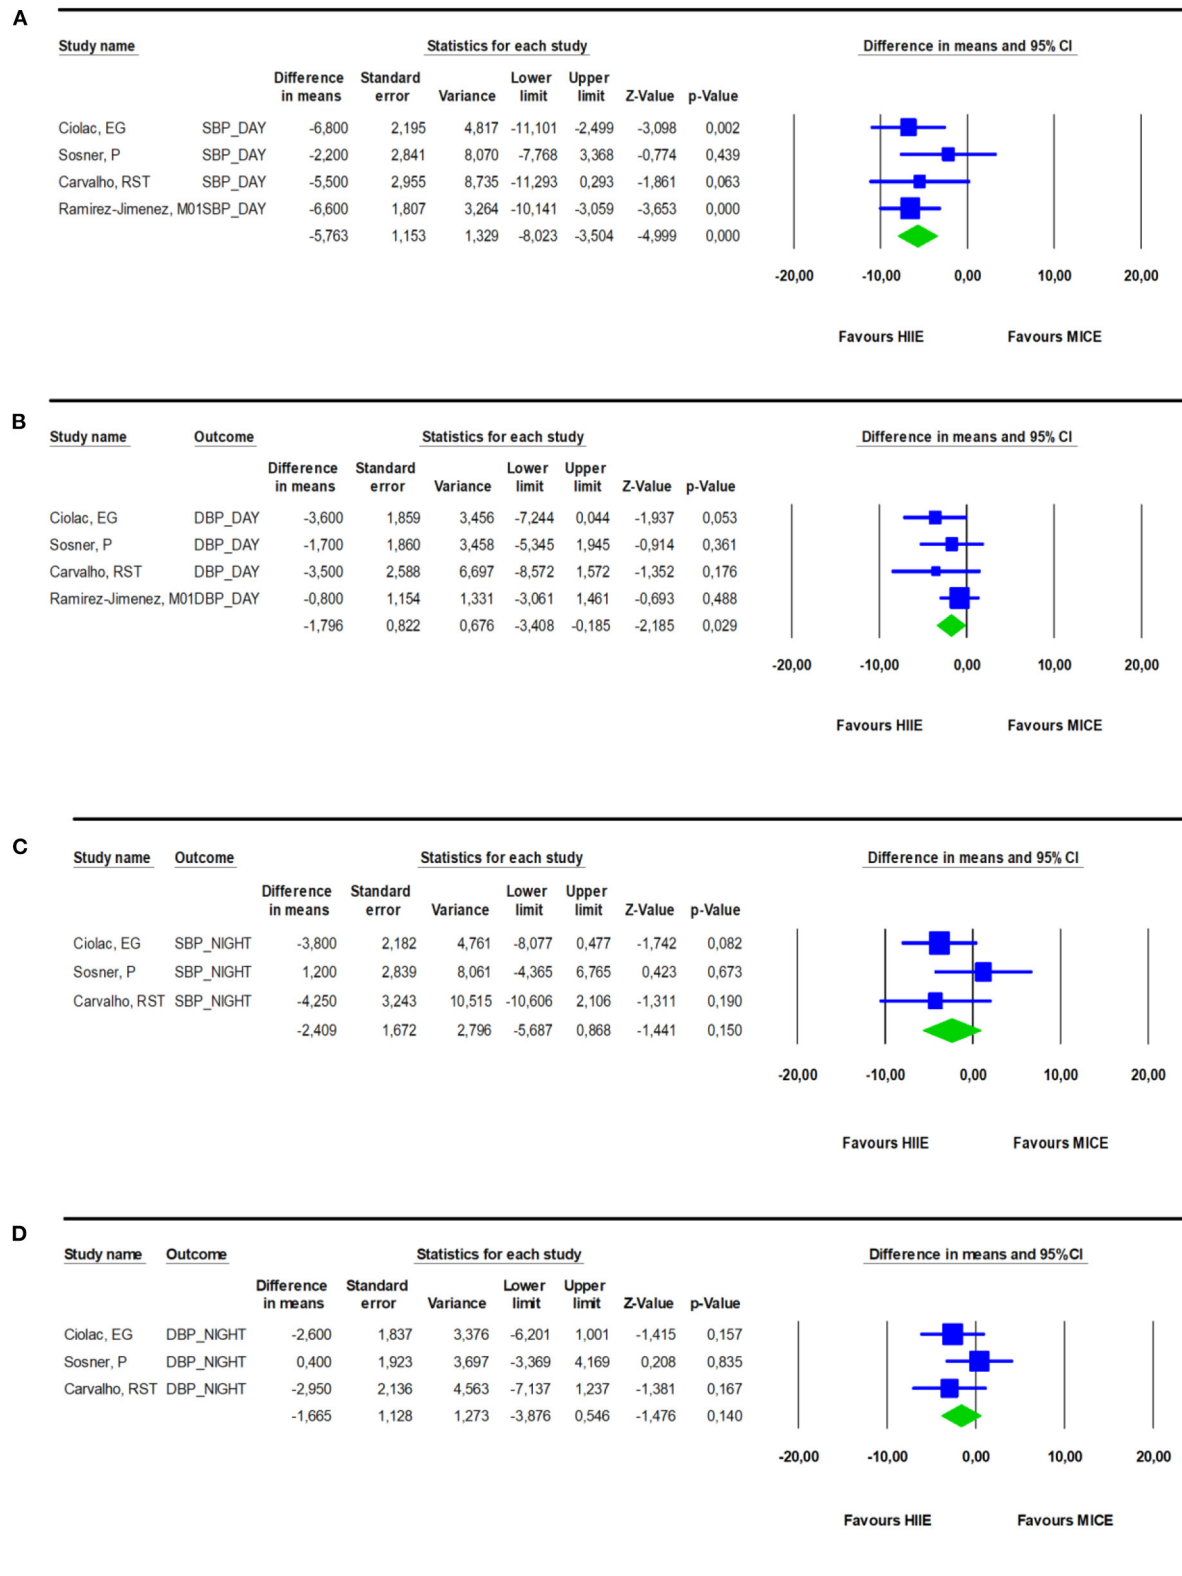 A
Study name Statistics for each study Difference in means and 95% CI
Difference Standard Lower Upper
in means error Variance limit limit Z-Value p-Value
Ciolac, EG SBP_DAY -6,800 2,195 4,817 -11,101 -2,499 -3,098 0,002
Sosner, P SBP_DAY -2,200 2,841 8,070 -7,768 3,368 -0,774 0,439
Carvalho, RST SBP_DAY -5,500 2,955 8,735 -11,293 0,293 -1,861 0,063
Ramirez-Jimenez, M01SBP_DAY -6,600 1,807 3,264 -10,141 -3,059 -3,653 0,000
-5,763 1,153 1,329 -8,023 -3,504 -4,999 0,000
-20,00 -10,00 0,00 10,00 20,00
Favours HIIE Favours MICE
B
Study name Outcome Statistics for each study Difference in means and 95% CI
Difference Standard Lower Upper
in means error Variance limit limit Z-Value p-Value
Ciolac, EG DBP_DAY -3,600 1,859 3,456 -7,244 0,044 -1,937 0,053
Sosner, P DBP_DAY -1,700 1,860 3,458 -5,345 1,945 -0,914 0,361
Carvalho, RST DBP_DAY -3,500 2,588 6,697 -8,572 1,572 -1,352 0,176
Ramirez-Jimenez, M01DBP_DAY -0,800 1,154 1,331 -3,061 1,461 -0,693 0,488
-1,796 0,822 0,676 -3,408 -0,185 -2,185 0,029
-20,00 -10,00 0,00 10,00 20,00
Favours HIIE Favours MICE
C
Study name Outcome Statistics for each study Difference in means and 95% CI
Difference Standard Lower Upper
in means error Variance limit limit Z-Value p-Value
Ciolac, EG SBP_NIGHT -3,800 2,182 4,761 -8,077 0,477 -1,742 0,082
Sosner, P SBP_NIGHT 1,200 2,839 8,061 -4,365 6,765 0,423 0,673
Carvalho, RST SBP_NIGHT -4,250 3,243 10,515 -10,606 2,106 -1,311 0,190
-2,409 1,672 2,796 -5,687 0,868 -1,441 0,150
-20,00 -10,00 0,00 10,00 20,00
Favours HIIE Favours MICE
D
Study name Outcome Statistics for each study Difference in means and 95%CI
Difference Standard Lower Upper
in means error Variance limit limit Z-Value p-Value
Ciolac, EG DBP_NIGHT -2,600 1,837 3,376 -6,201 1,001 -1,415 0,157
Sosner, P DBP_NIGHT 0,400 1,923 3,697 -3,369 4,169 0,208 0,835
Carvalho, RST DBP_NIGHT -2,950 2,136 4,563 -7,137 1,237 -1,381 0,167
-1,665 1,128 1,273 -3,876 0,546 -1,476 0,140
-20,00 -10,00 0,00 10,00 20,00
Favours HIIE Favours MICE